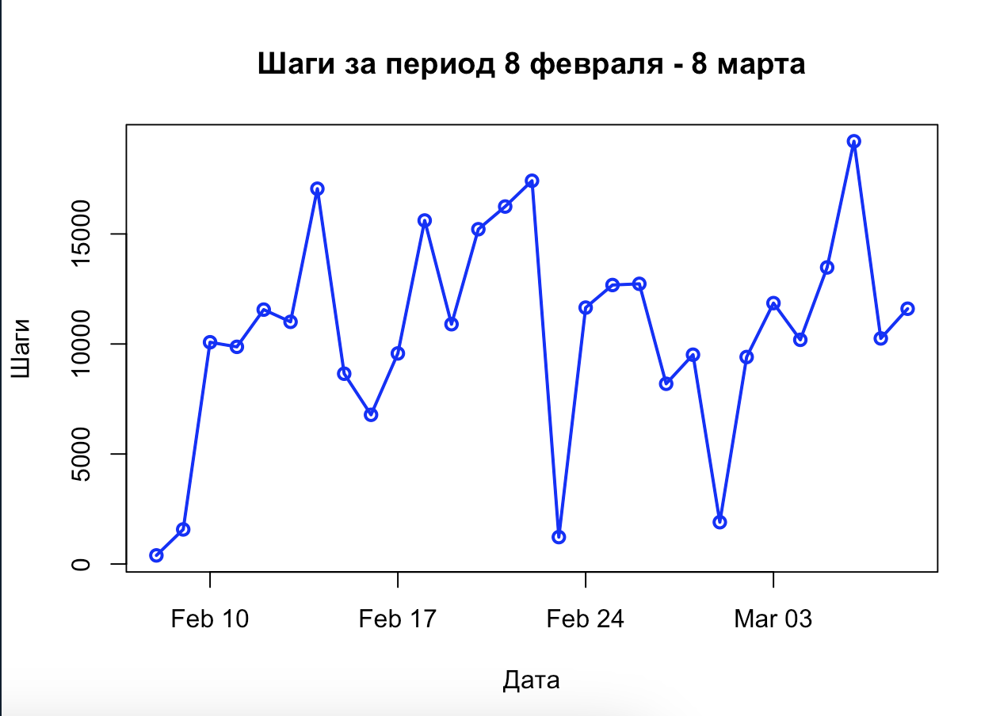 Шаги за период 8 февраля - 8 марта
Шаги
15000
10000
5000
0
Feb 10 Feb 17 Feb 24 Mar 03
Дата